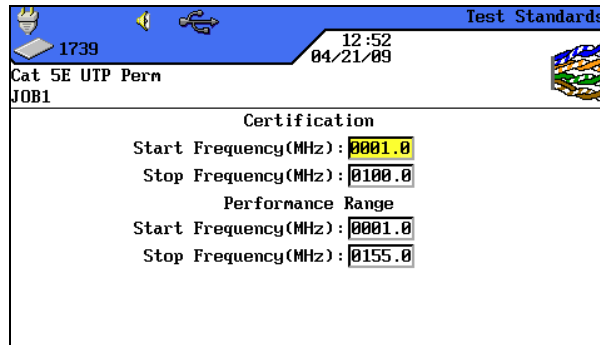 Test Standards
1739
12:52
04/21/09
Cat 5E UTP Perm
JOB1
Certification
Start Frequency(MHz): 0001.0
Stop Frequency(MHz): 0100.0
Performance Range
Start Frequency(MHz): 0001.0
Stop Frequency(MHz): 0155.0